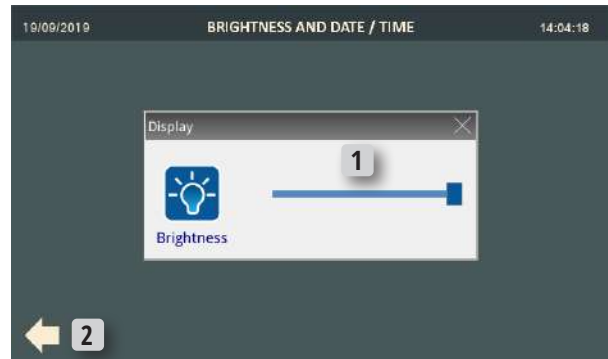 19/09/2019 BRIGHTNESS AND DATE / TIME 14:04:18
Display
1
Brightness
2